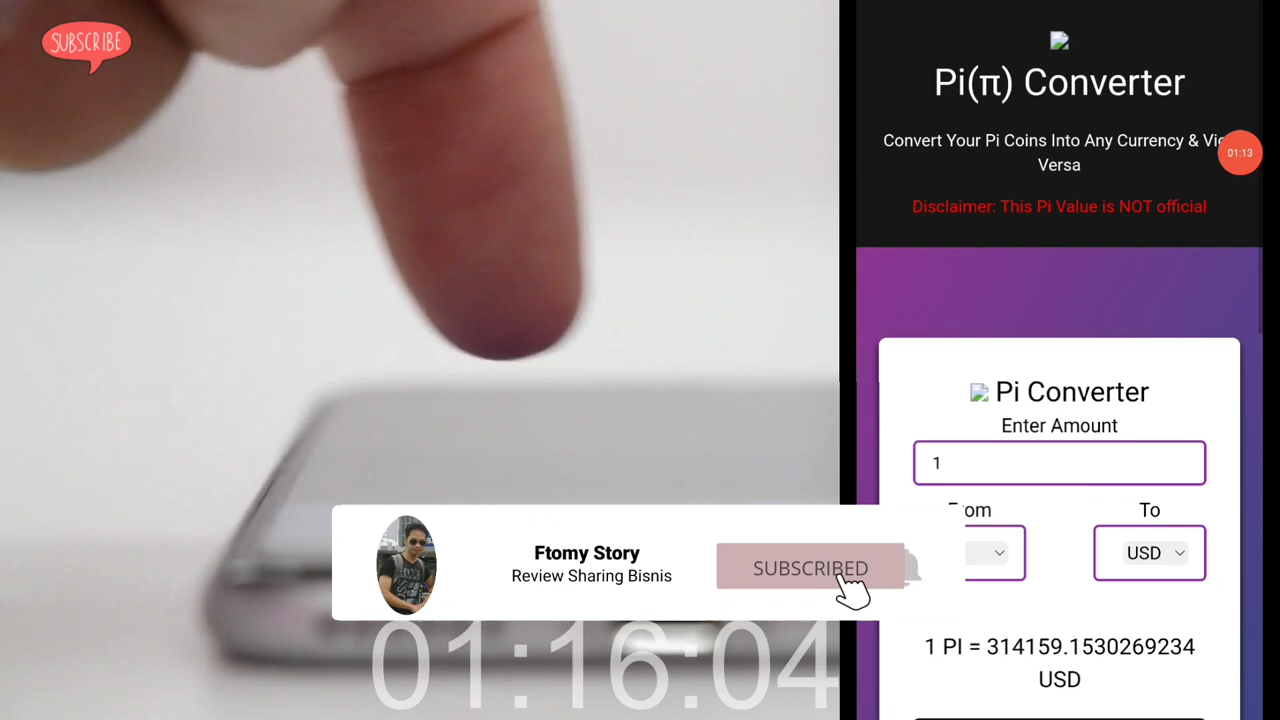 SUBSCRIBE
Pi(π) Converter
Convert Your Pi Coins Into Any Currency &
Versa
01:13
Disclaimer: This Pi Value is NOT official
Pi Converter
Enter Amount
1
To
USD
1 PI = 314159.1530269234
USD
Ftomy Story
Review Sharing Bisnis
SUBSCRIBED
01:16:04